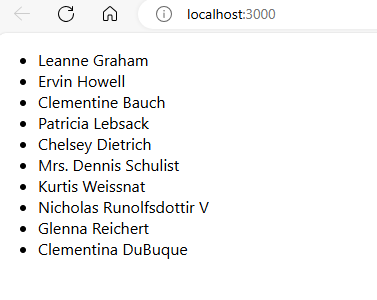 localhost:3000
Leanne Graham
Ervin Howell
Clementine Bauch
Patricia Lebsack
Chelsey Dietrich
Mrs. Dennis Schulist
Kurtis Weissnat
Nicholas Runolfsdottir V
Glenna Reichert
Clementina DuBuque